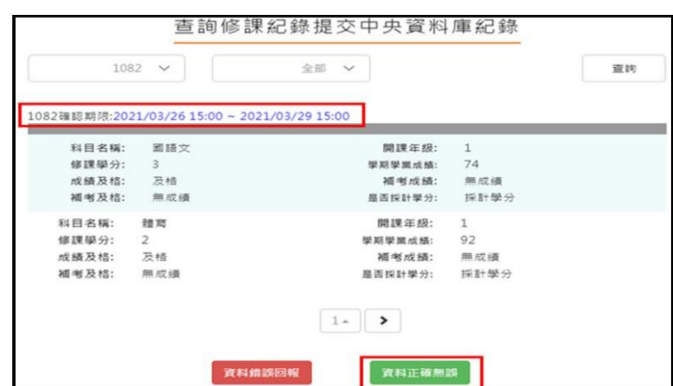 查詢修課紀錄提交中央資料庫紀錄
1082 全部 查詢
1082確認期限:2021/03/26 15:00 ~ 2021/03/29 15:00
科目名稱: 國語文 開課年級: 1
修課學分: 3 學期學業成績: 74
成績及格: 及格 補考成績: 無成績
補考及格: 無成績 是否採計學分: 採計學分
科目名稱: 體育 開課年級: 1
修課學分: 2 學期學業成績: 92
成績及格: 及格 補考成績: 無成績
補考及格: 無成績 是否採計學分: 採計學分
1
資料錯誤回報 資料正確無誤